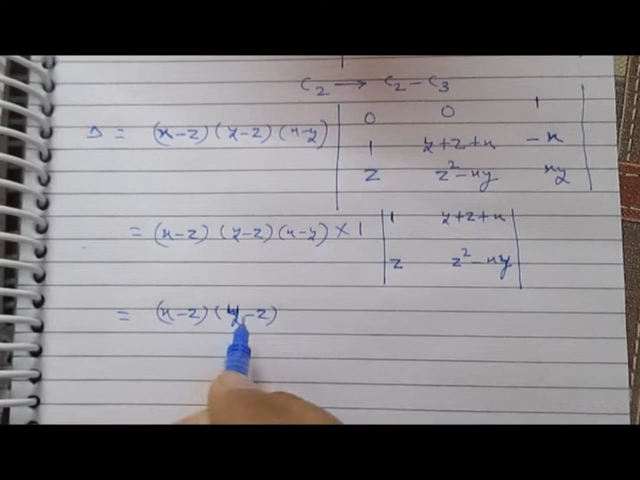 C₂ → C₂ - C₃
Δ = (x-z)(y-z)(x-y) | 0 0 1 |
| 1 y+z+x -x |
| z z²-xy xy |
= (x-z)(y-z)(x-y) × 1 | 1 y+z+x |
| z z²-xy |
= (x-z)(y-z)